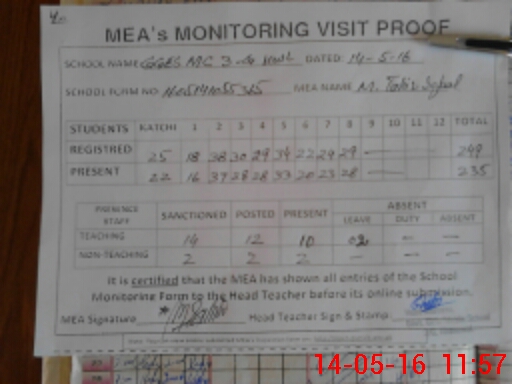 MEA's MONITORING VISIT PROOF
SCHOOL NAME GGES MC 3 DATED 14-5-16
SCHOOL FORM NO MEA NAME M. Tahir
STUDENTS KATCHI 1 2 3 4 5 6 7 8 9 10 11 12 TOTAL
REGISTRED 25 18 38 30 29 34 22 24 29 — 249
PRESENT 22 16 37 28 28 33 20 23 28 — 235
PRESENCE STAFF SANCTIONED POSTED PRESENT ABSENT
LEAVE DUTY ABSENT
TEACHING 14 12 10 02 — —
NON-TEACHING 2 2 2 — — —
It is certified that the MEA has shown all entries of the School
Monitoring Form to the Head Teacher before its online submission.
MEA Signature Head Teacher Sign & Stamp
14-05-16 11:57